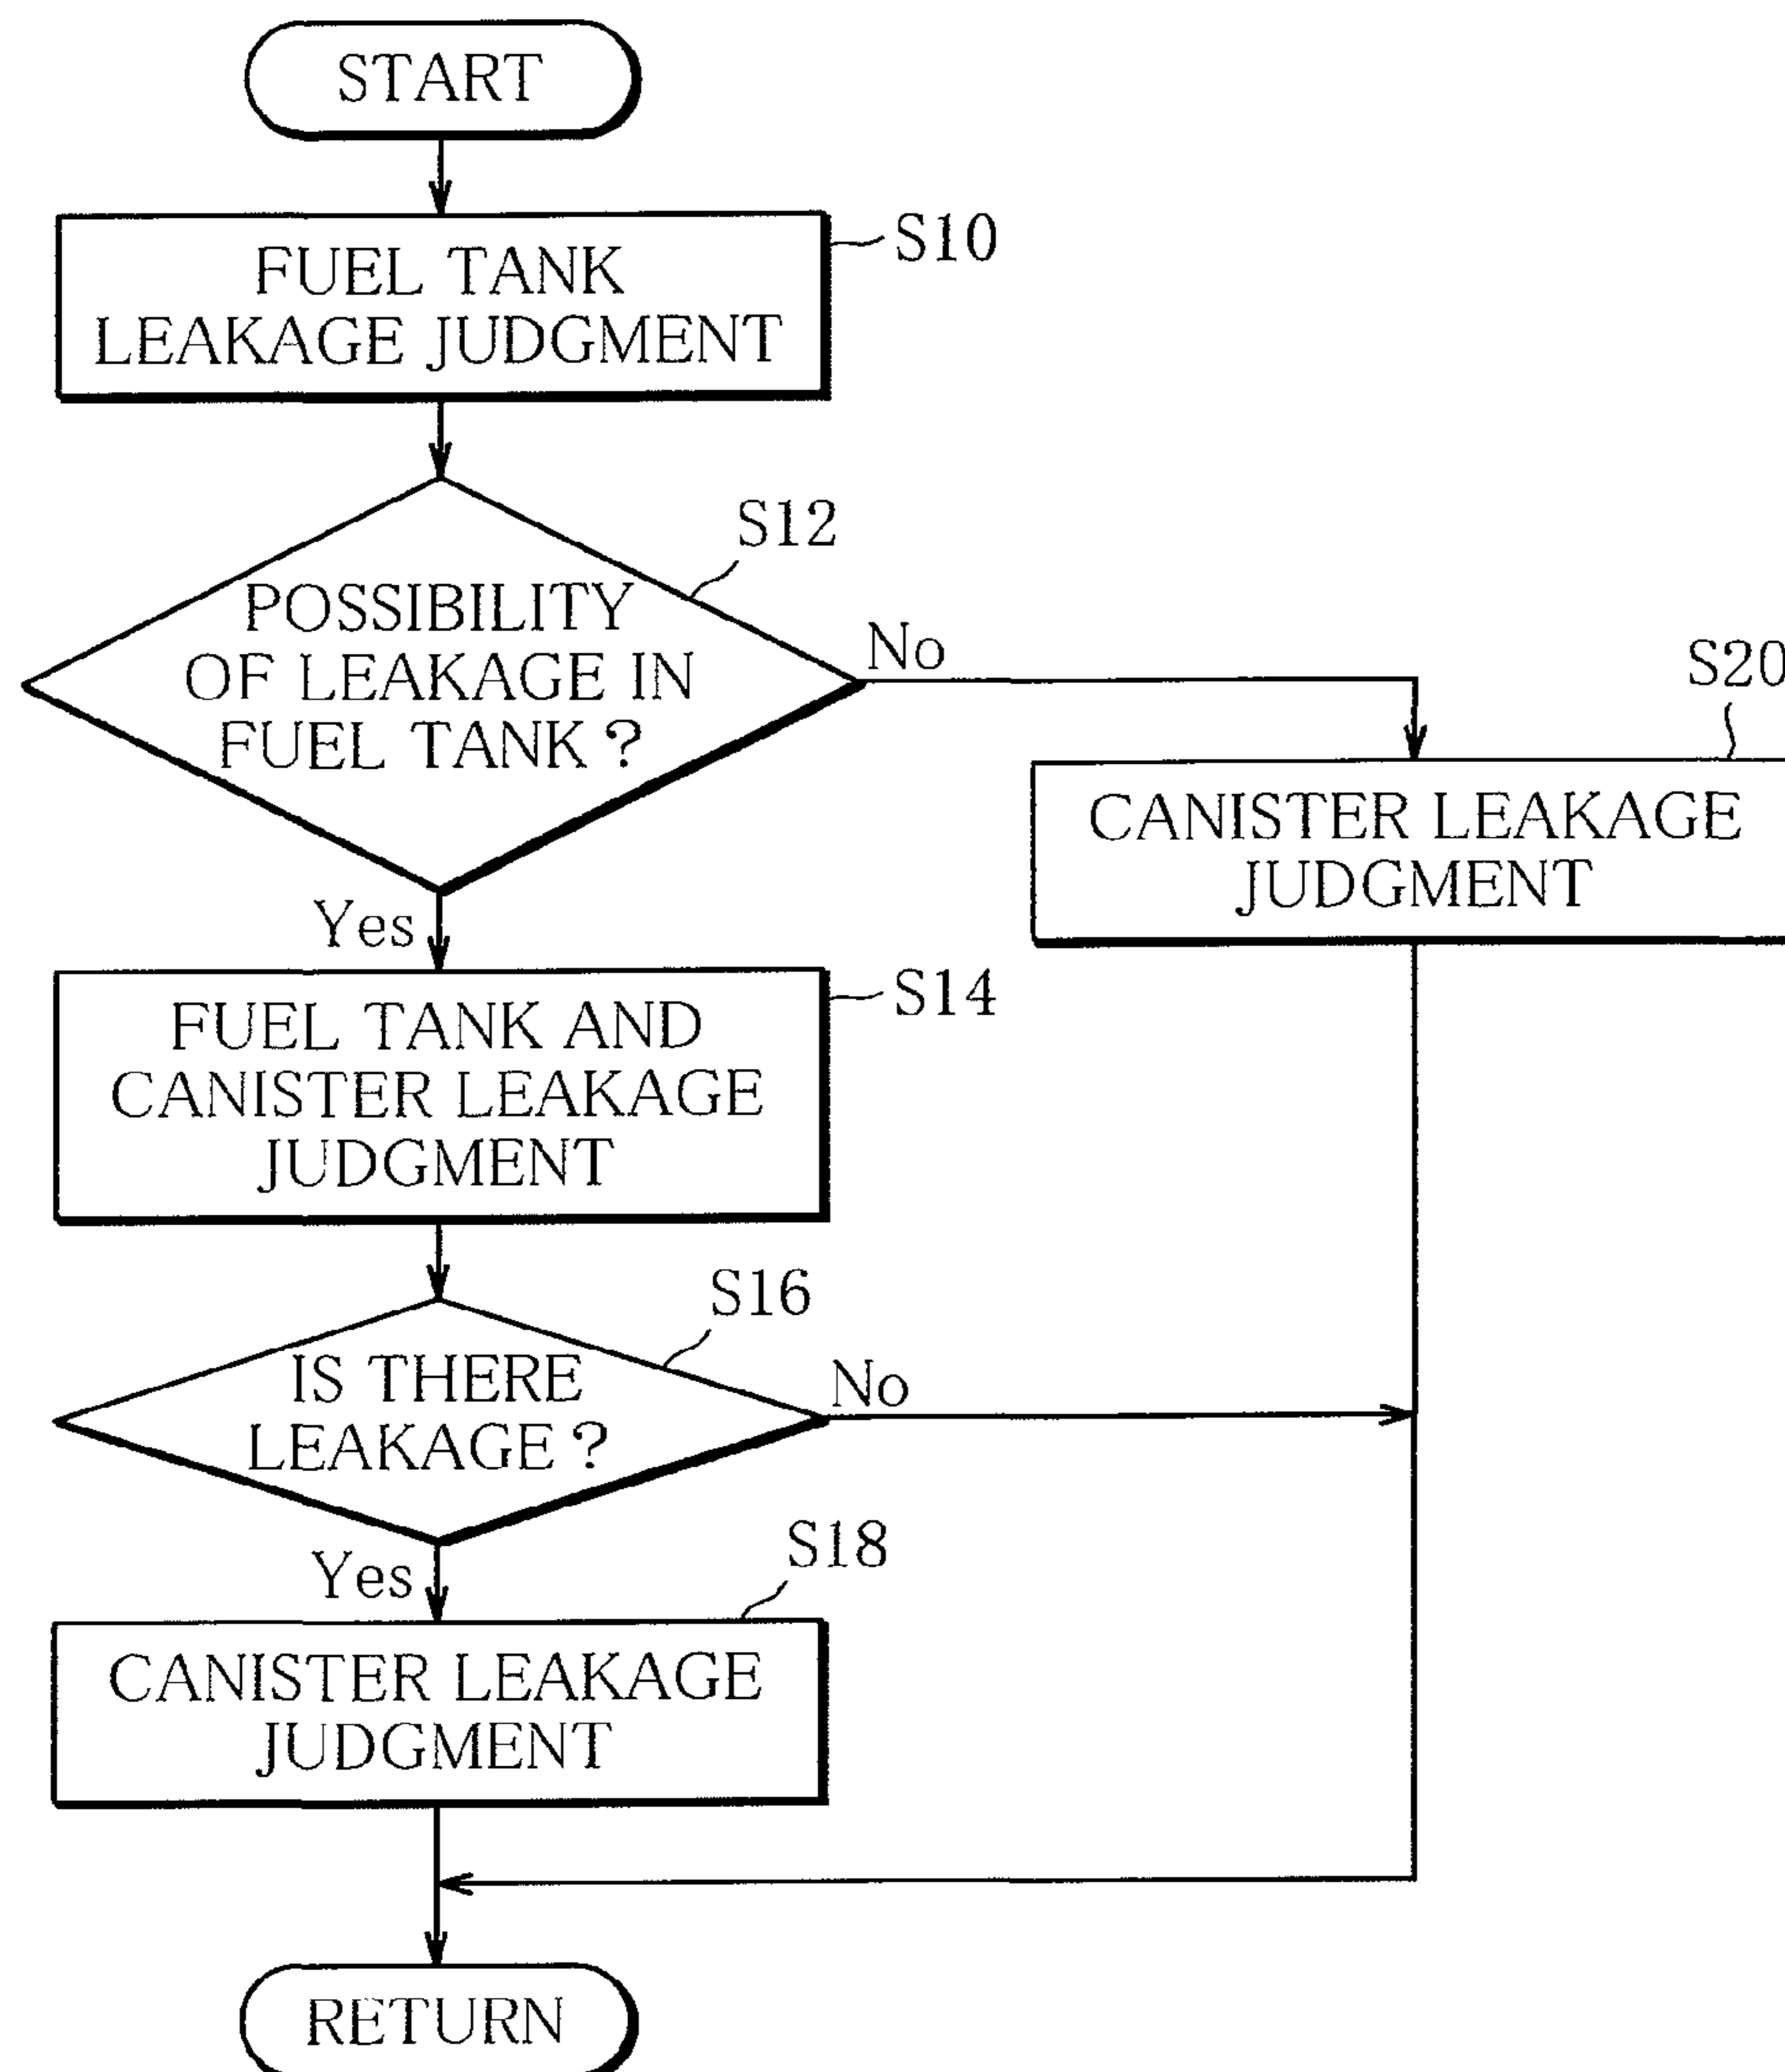 START
S10
FUEL TANK
LEAKAGE JUDGMENT
S12
POSSIBILITY
OF LEAKAGE IN
FUEL TANK ?
No
S20
CANISTER LEAKAGE
JUDGMENT
Yes
S14
FUEL TANK AND
CANISTER LEAKAGE
JUDGMENT
S16
IS THERE
LEAKAGE ?
No
Yes
S18
CANISTER LEAKAGE
JUDGMENT
RETURN